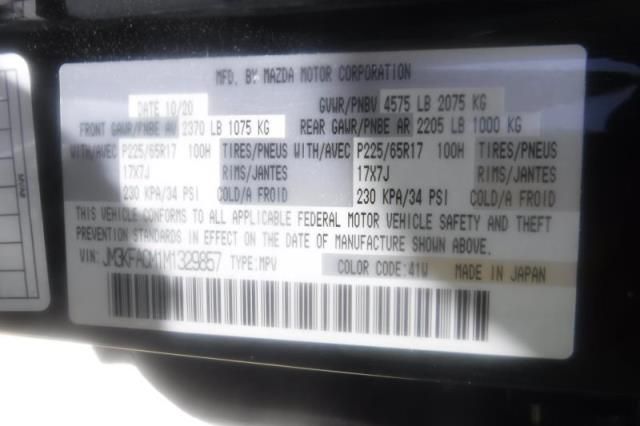 MFD. BY MAZDA MOTOR CORPORATION
DATE 10/20 GVWR/PNBV 4575 LB 2075 KG
FRONT GAWR/PNBE AV 2370 LB 1075 KG REAR GAWR/PNBE AR 2205 LB 1000 KG
WITH/AVEC P225/65R17 100H TIRES/PNEUS WITH/AVEC P225/65R17 100H TIRES/PNEUS
17X7J RIMS/JANTES 17X7J RIMS/JANTES
230 KPA/34 PSI COLD/A FROID 230 KPA/34 PSI COLD/A FROID
THIS VEHICLE CONFORMS TO ALL APPLICABLE FEDERAL MOTOR VEHICLE SAFETY AND THEFT
PREVENTION STANDARDS IN EFFECT ON THE DATE OF MANUFACTURE SHOWN ABOVE.
VIN: JM3KFACM1M1329857 TYPE:MPV COLOR CODE:41W MADE IN JAPAN